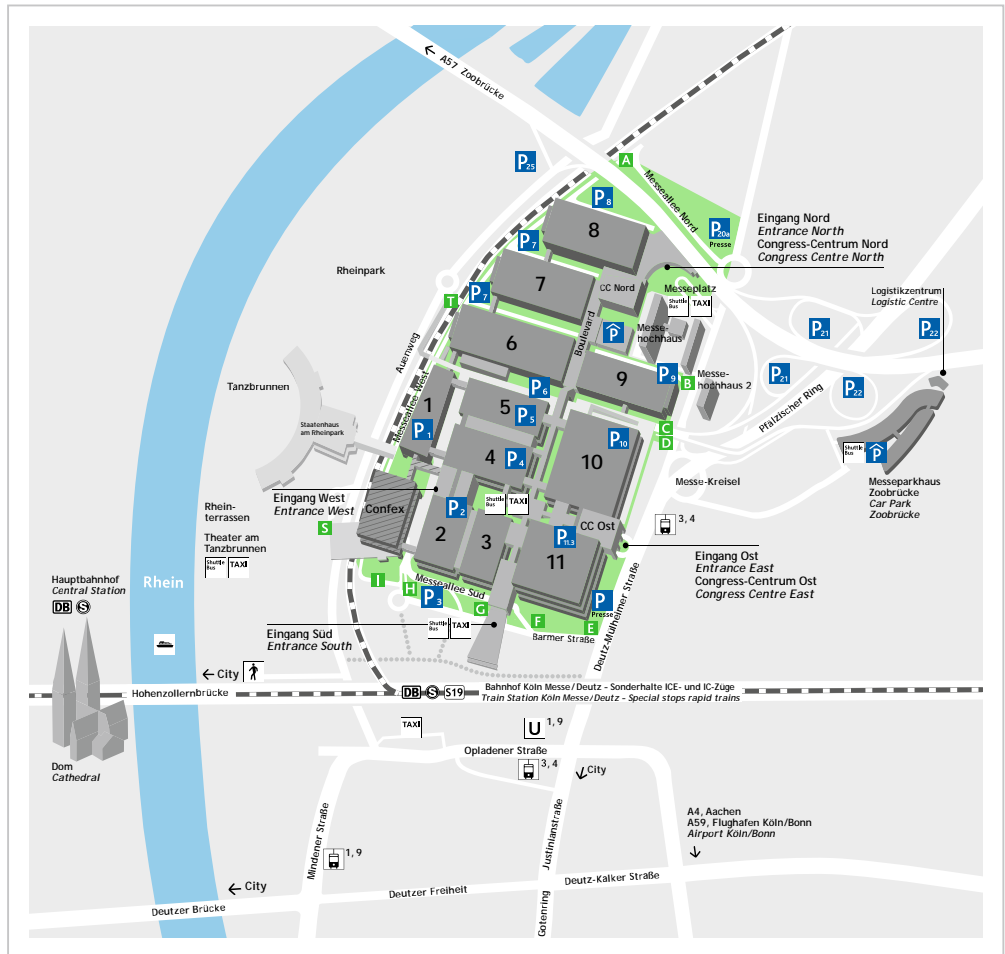 A57 Zoobrücke
P25
A
Messeallee Nord
P8
P20a
Presse
Eingang Nord
Entrance North
Congress-Centrum Nord
Congress Centre North
8
P7
Rheinpark
7
CC Nord
Messeplatz
Shuttle
Bus
TAXI
Logistikzentrum
Logistic Centre
P7
T
Boulevard
P
Messe-
hochhaus
P21
P22
Auenweg
6
9
P9
B
Messe-
hochhaus 2
P21
P22
Tanzbrunnen
Messeallee West
P6
Pfälzischer Ring
1
5
P5
Staatenhaus
am Rheinpark
P1
P10
C
D
4
P4
10
Shuttle
Bus
P
Messe-Kreisel
Messeparkhaus
Zoobrücke
Car Park
Zoobrücke
Eingang West
Entrance West
Rhein-
terrassen
Confex
P2
Shuttle
Bus
TAXI
S
CC Ost
3, 4
Theater am
Tanzbrunnen
Shuttle
Bus
TAXI
2
3
P11.3
11
Eingang Ost
Entrance East
Congress-Centrum Ost
Congress Centre East
Hauptbahnhof
Central Station
DB S
Rhein
I
H
Messeallee Süd
P3
G
F
E
P
Presse
Deutz-Mülheimer Straße
Eingang Süd
Entrance South
Shuttle
Bus
TAXI
Barmer Straße
City
Hohenzollernbrücke
DB S S19
Bahnhof Köln Messe/Deutz - Sonderhalte ICE- und IC-Züge
Train Station Köln Messe/Deutz - Special stops rapid trains
TAXI
U 1, 9
Opladener Straße
3, 4
City
Dom
Cathedral
A4, Aachen
A59, Flughafen Köln/Bonn
Airport Köln/Bonn
Mindener Straße
1, 9
Justinianstraße
City
Deutzer Brücke
Deutzer Freiheit
Deutz-Kalker Straße
Gotenring